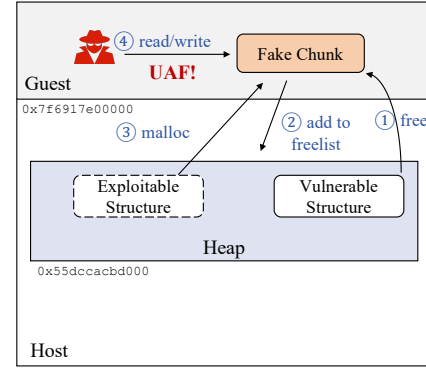 ④ read/write
UAF!
Fake Chunk
Guest
0x7f6917e00000
③ malloc
② add to
freelist
① free
Exploitable
Structure
Vulnerable
Structure
Heap
0x55dccacbd000
Host